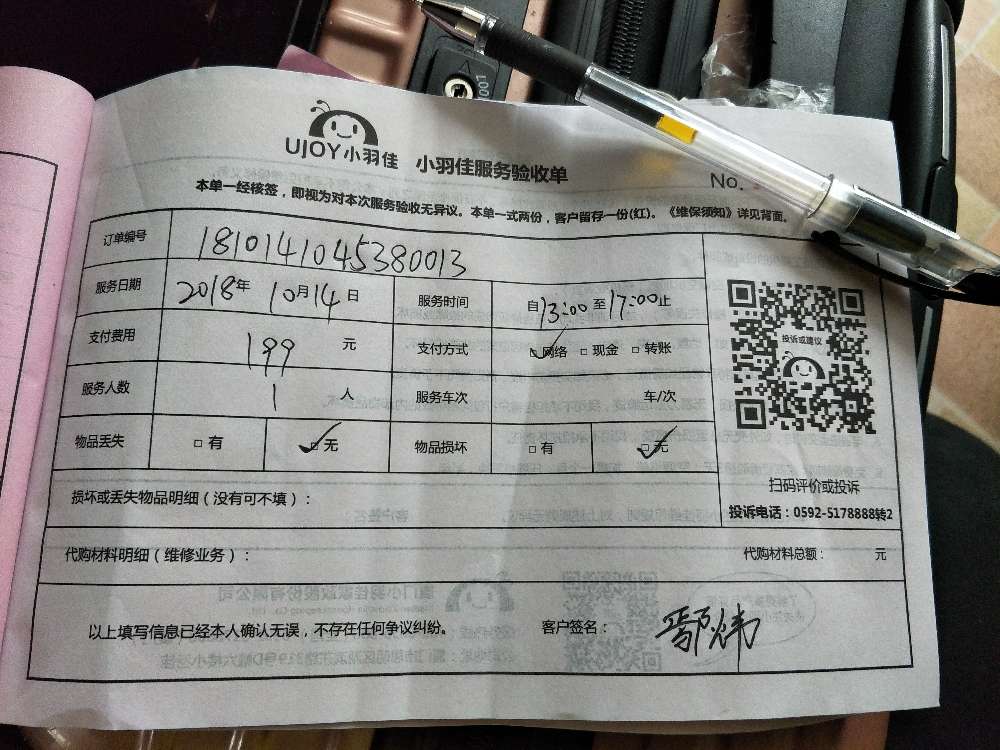 UJOY小羽佳 小羽佳服务验收单
No.
本单一经核签，即视为对本次服务验收无异议。本单一式两份，客户留存一份(红)。《维保须知》详见背面。
订单编号 1810141045380013
服务日期 2018年 10月14日 服务时间 自13:00至17:00止
支付费用 199 元 支付方式 ☑网络 □现金 □转账
服务人数 1 人 服务车次 车/次
物品丢失 □有 ☑无 物品损坏 □有 ☑无
投诉或建议
扫码评价或投诉
投诉电话：0592-5178888转2
损坏或丢失物品明细（没有可不填）：
代购材料明细（维修业务）： 代购材料总额： 元
以上填写信息已经本人确认无误，不存在任何争议纠纷。 客户签名： 鄢炜
001